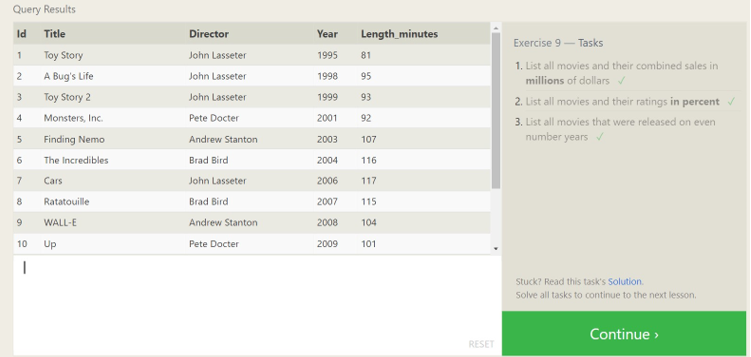 Query Results
Id Title Director Year Length_minutes
1 Toy Story John Lasseter 1995 81
2 A Bug's Life John Lasseter 1998 95
3 Toy Story 2 John Lasseter 1999 93
4 Monsters, Inc. Pete Docter 2001 92
5 Finding Nemo Andrew Stanton 2003 107
6 The Incredibles Brad Bird 2004 116
7 Cars John Lasseter 2006 117
8 Ratatouille Brad Bird 2007 115
9 WALL-E Andrew Stanton 2008 104
10 Up Pete Docter 2009 101
RESET
Exercise 9 — Tasks
1. List all movies and their combined sales in
millions of dollars ✓
2. List all movies and their ratings in percent ✓
3. List all movies that were released on even
number years ✓
Stuck? Read this task's Solution.
Solve all tasks to continue to the next lesson.
Continue ›